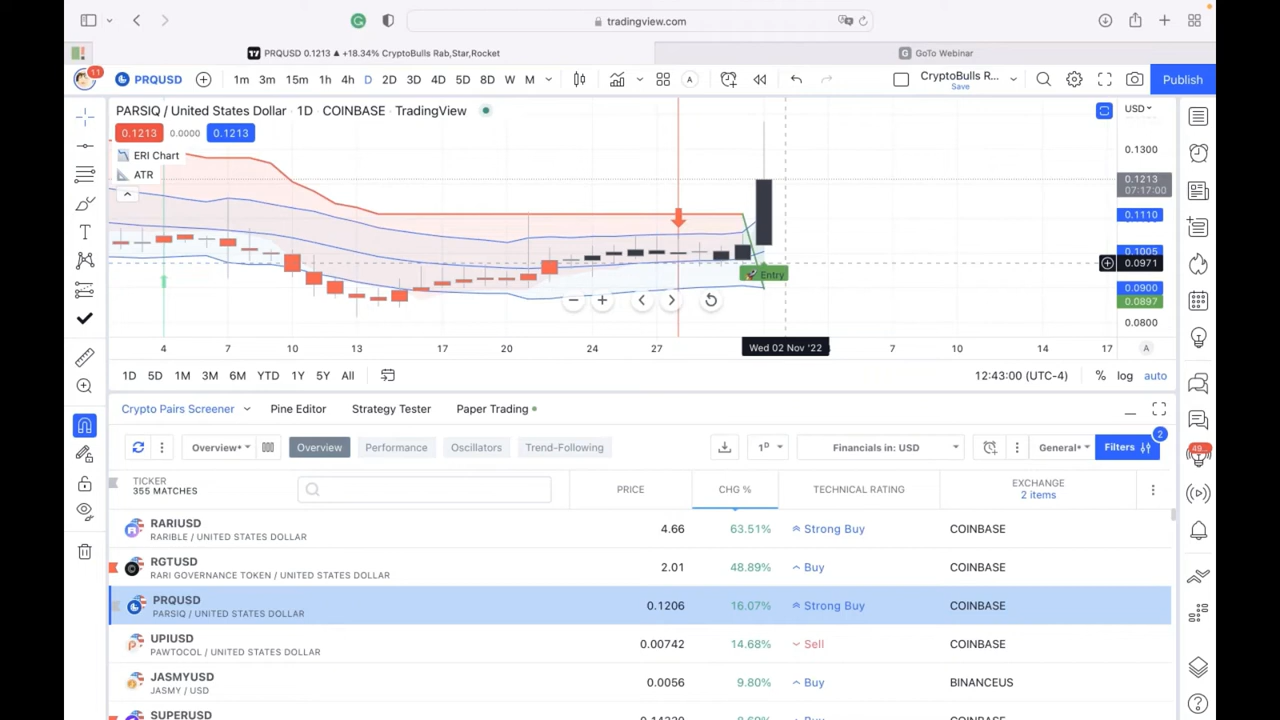 tradingview.com
PRQUSD 0.1213 ▲ +18.34% CryptoBulls Rab,Star,Rocket
GoTo Webinar
11 PRQUSD 1m 3m 15m 1h 4h D 2D 3D 4D 5D 8D W M CryptoBulls R... Save Publish
PARSIQ / United States Dollar · 1D · COINBASE · TradingView
USD
0.1213 0.0000 0.1213
ERI Chart
ATR
0.1300
0.1213
07:17:00
0.1110
0.1005
0.0971
0.0900
0.0897
0.0800
Entry
4 7 10 13 17 20 24 27 Wed 02 Nov '22 7 10 14 17 A
1D 5D 1M 3M 6M YTD 1Y 5Y All 12:43:00 (UTC-4) % log auto
Crypto Pairs Screener Pine Editor Strategy Tester Paper Trading
Overview* Overview Performance Oscillators Trend-Following 1D Financials in: USD General* Filters 2
TICKER PRICE CHG % TECHNICAL RATING EXCHANGE
355 MATCHES 2 items
RARIUSD 4.66 63.51% Strong Buy COINBASE
RARIBLE / UNITED STATES DOLLAR
RGTUSD 2.01 48.89% Buy COINBASE
RARI GOVERNANCE TOKEN / UNITED STATES DOLLAR
PRQUSD 0.1206 16.07% Strong Buy COINBASE
PARSIQ / UNITED STATES DOLLAR
UPIUSD 0.00742 14.68% Sell COINBASE
PAWTOCOL / UNITED STATES DOLLAR
JASMYUSD 0.0056 9.80% Buy BINANCEUS
JASMY / USD
SUPERUSD